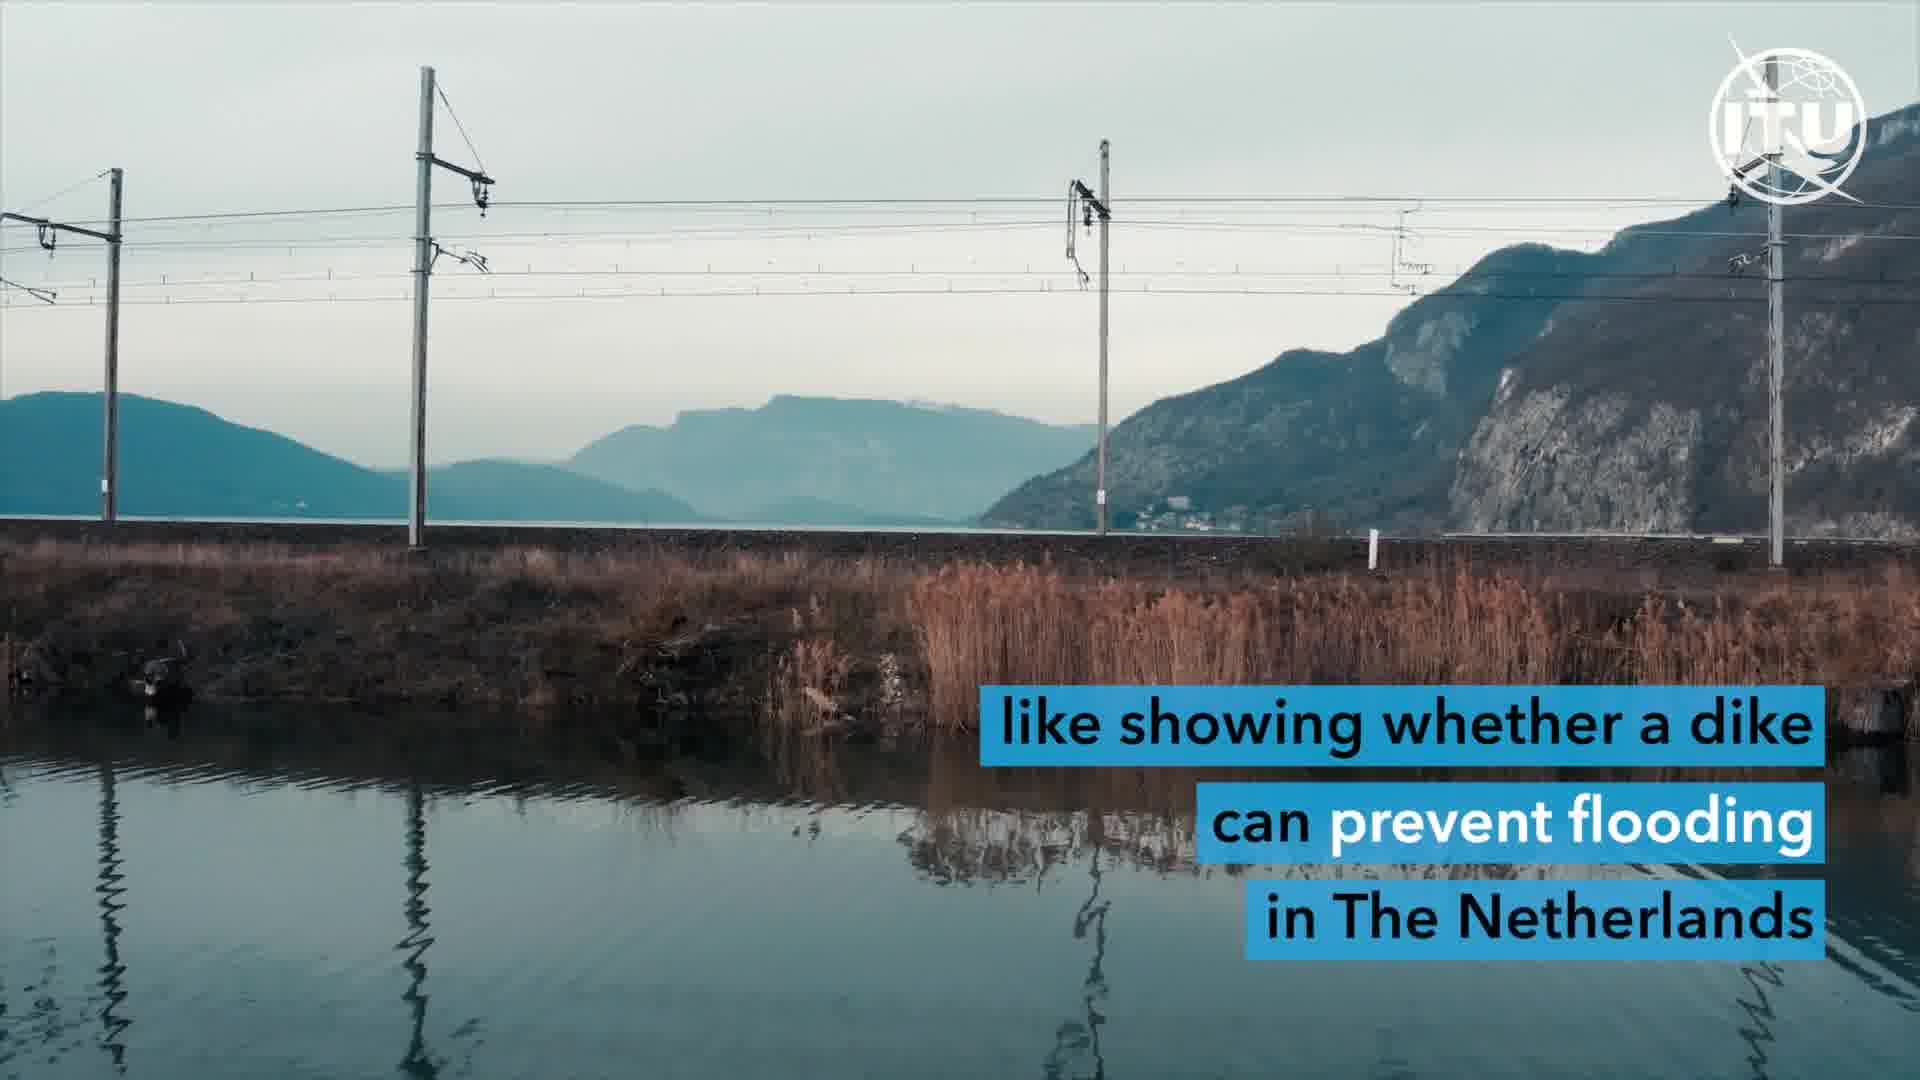 ITU
like showing whether a dike
can prevent flooding
in The Netherlands